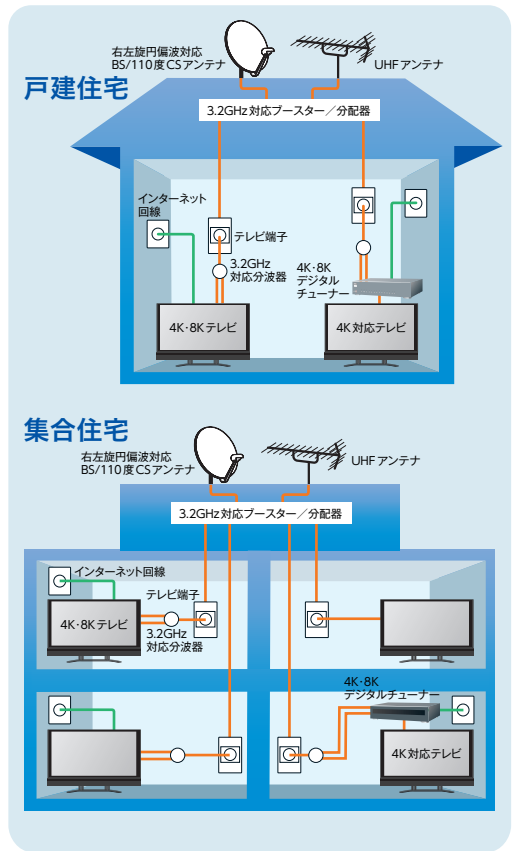 右左旋円偏波対応
BS/110度CSアンテナ
UHFアンテナ
戸建住宅
3.2GHz対応ブースター／分配器
インターネット
回線
テレビ端子
3.2GHz
対応分波器
4K・8K
デジタル
チューナー
4K・8Kテレビ
4K対応テレビ
集合住宅
右左旋円偏波対応
BS/110度CSアンテナ
UHFアンテナ
3.2GHz対応ブースター／分配器
インターネット回線
テレビ端子
4K・8Kテレビ
3.2GHz
対応分波器
4K・8K
デジタルチューナー
4K対応テレビ